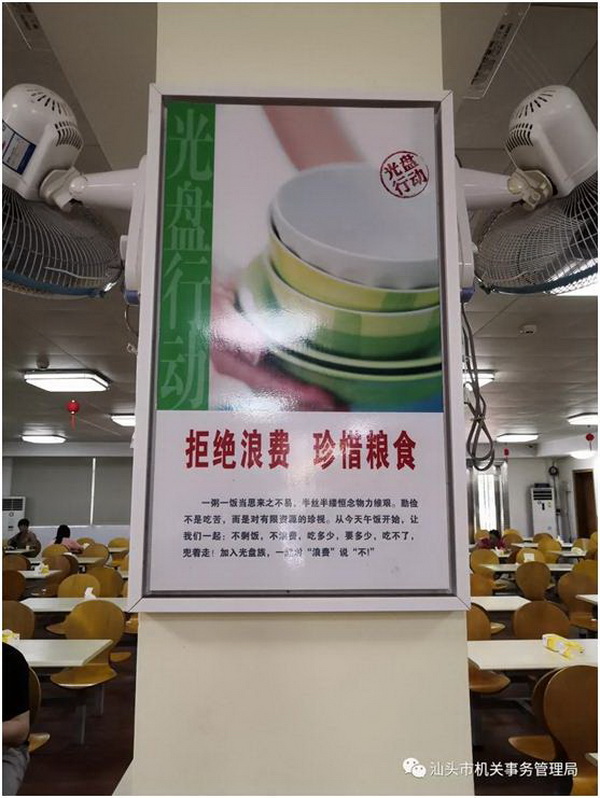 光盘行动
光盘
行动
拒绝浪费 珍惜粮食
一粥一饭当思来之不易，半丝半缕恒念物力维艰。勤俭
不是吃苦，而是对有限资源的珍视。从今天午饭开始，让
我们一起：不剩饭，不浪费，吃多少，要多少，吃不了，
兜着走！加入光盘族，一起对“浪费”说“不!”
汕头市机关事务管理局